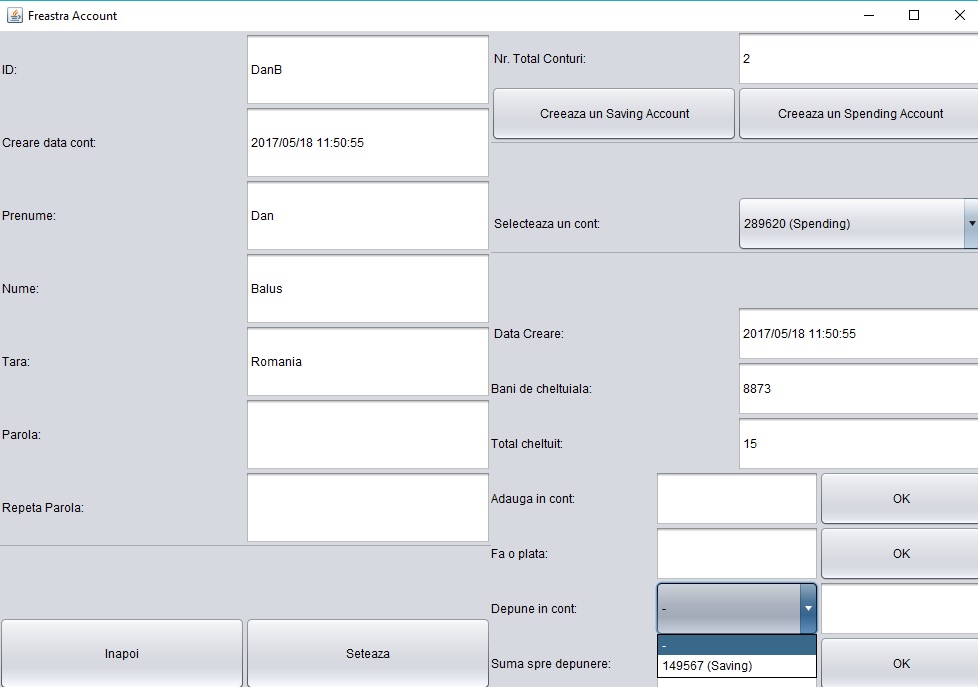 Freastra Account
ID:
DanB
Creare data cont:
2017/05/18 11:50:55
Prenume:
Dan
Nume:
Balus
Tara:
Romania
Parola:
Repeta Parola:
Inapoi
Seteaza
Nr. Total Conturi:
2
Creeaza un Saving Account
Creeaza un Spending Account
Selecteaza un cont:
289620 (Spending)
Data Creare:
2017/05/18 11:50:55
Bani de cheltuiala:
8873
Total cheltuit:
15
Adauga in cont:
OK
Fa o plata:
OK
Depune in cont:
-
-
149567 (Saving)
Suma spre depunere:
OK